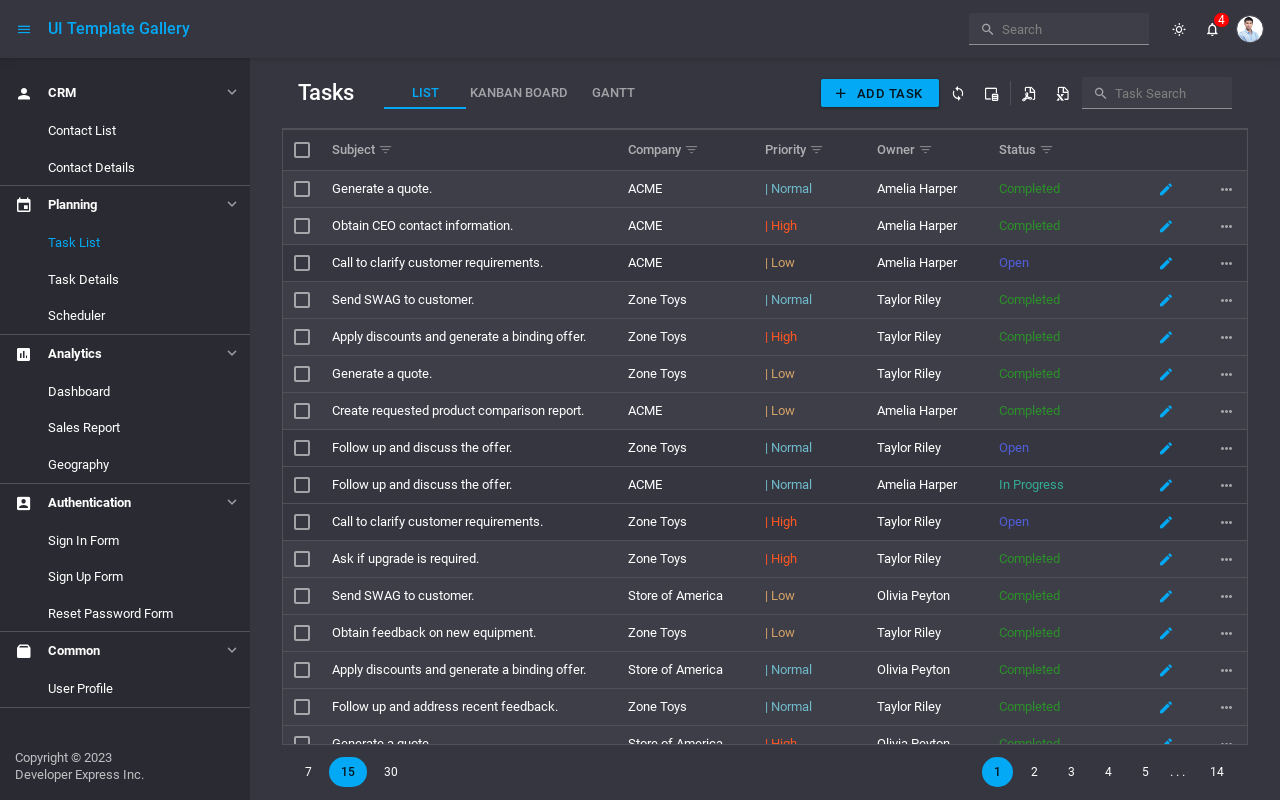 UI Template Gallery
Search
4
CRM
Contact List
Contact Details
Planning
Task List
Task Details
Scheduler
Analytics
Dashboard
Sales Report
Geography
Authentication
Sign In Form
Sign Up Form
Reset Password Form
Common
User Profile
Copyright © 2023
Developer Express Inc.
Tasks LIST KANBAN BOARD GANTT ADD TASK Task Search
Subject Company Priority Owner Status
Generate a quote. ACME | Normal Amelia Harper Completed
Obtain CEO contact information. ACME | High Amelia Harper Completed
Call to clarify customer requirements. ACME | Low Amelia Harper Open
Send SWAG to customer. Zone Toys | Normal Taylor Riley Completed
Apply discounts and generate a binding offer. Zone Toys | High Taylor Riley Completed
Generate a quote. Zone Toys | Low Taylor Riley Completed
Create requested product comparison report. ACME | Low Amelia Harper Completed
Follow up and discuss the offer. Zone Toys | Normal Taylor Riley Open
Follow up and discuss the offer. ACME | Normal Amelia Harper In Progress
Call to clarify customer requirements. Zone Toys | High Taylor Riley Open
Ask if upgrade is required. Zone Toys | High Taylor Riley Completed
Send SWAG to customer. Store of America | Low Olivia Peyton Completed
Obtain feedback on new equipment. Zone Toys | Low Taylor Riley Completed
Apply discounts and generate a binding offer. Store of America | Normal Olivia Peyton Completed
Follow up and address recent feedback. Zone Toys | Normal Taylor Riley Completed
Generate a quote. Store of America | High Olivia Peyton Completed
7 15 30 1 2 3 4 5 . . . 14